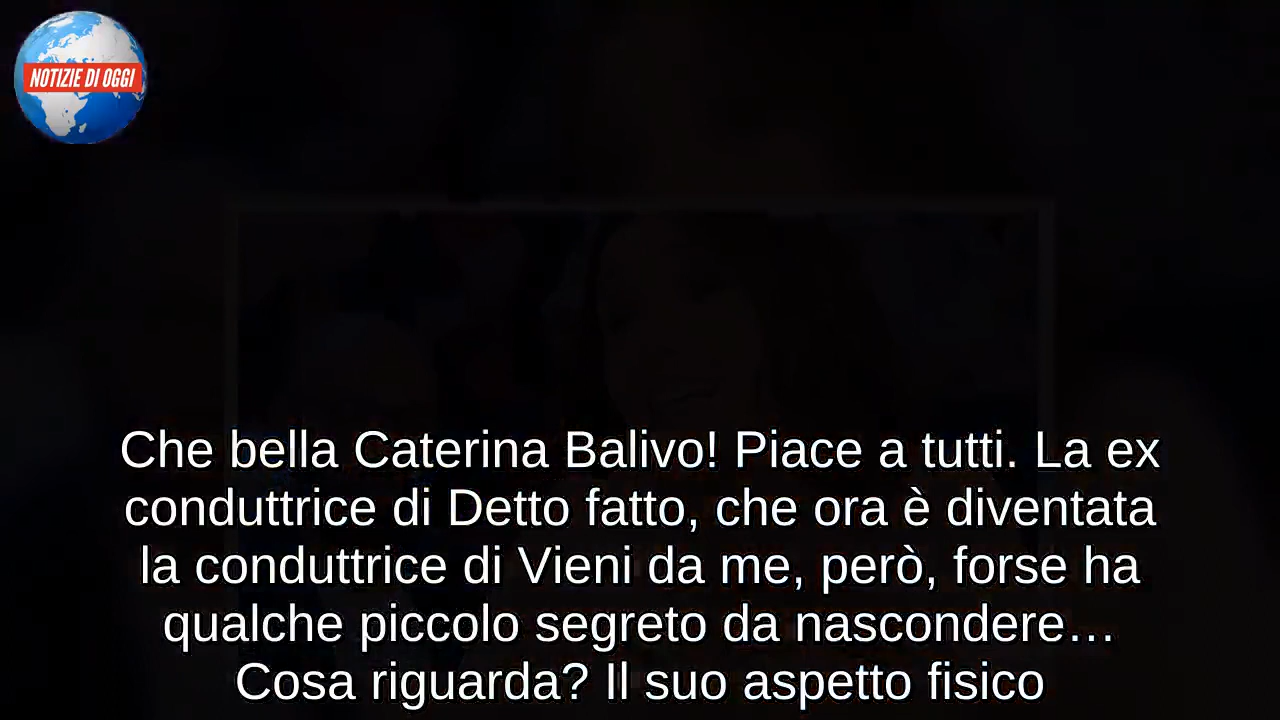 NOTIZIE DI OGGI
Che bella Caterina Balivo! Piace a tutti. La ex
conduttrice di Detto fatto, che ora è diventata
la conduttrice di Vieni da me, però, forse ha
qualche piccolo segreto da nascondere…
Cosa riguarda? Il suo aspetto fisico